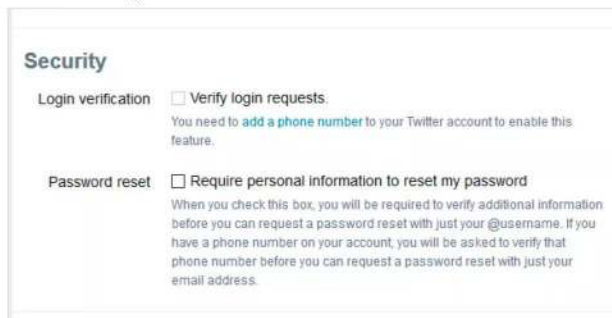 Security
Login verification Verify login requests.
You need to add a phone number to your Twitter account to enable this
feature.
Password reset Require personal information to reset my password
When you check this box, you will be required to verify additional information
before you can request a password reset with just your @username. If you
have a phone number on your account, you will be asked to verify that
phone number before you can request a password reset with just your
email address.